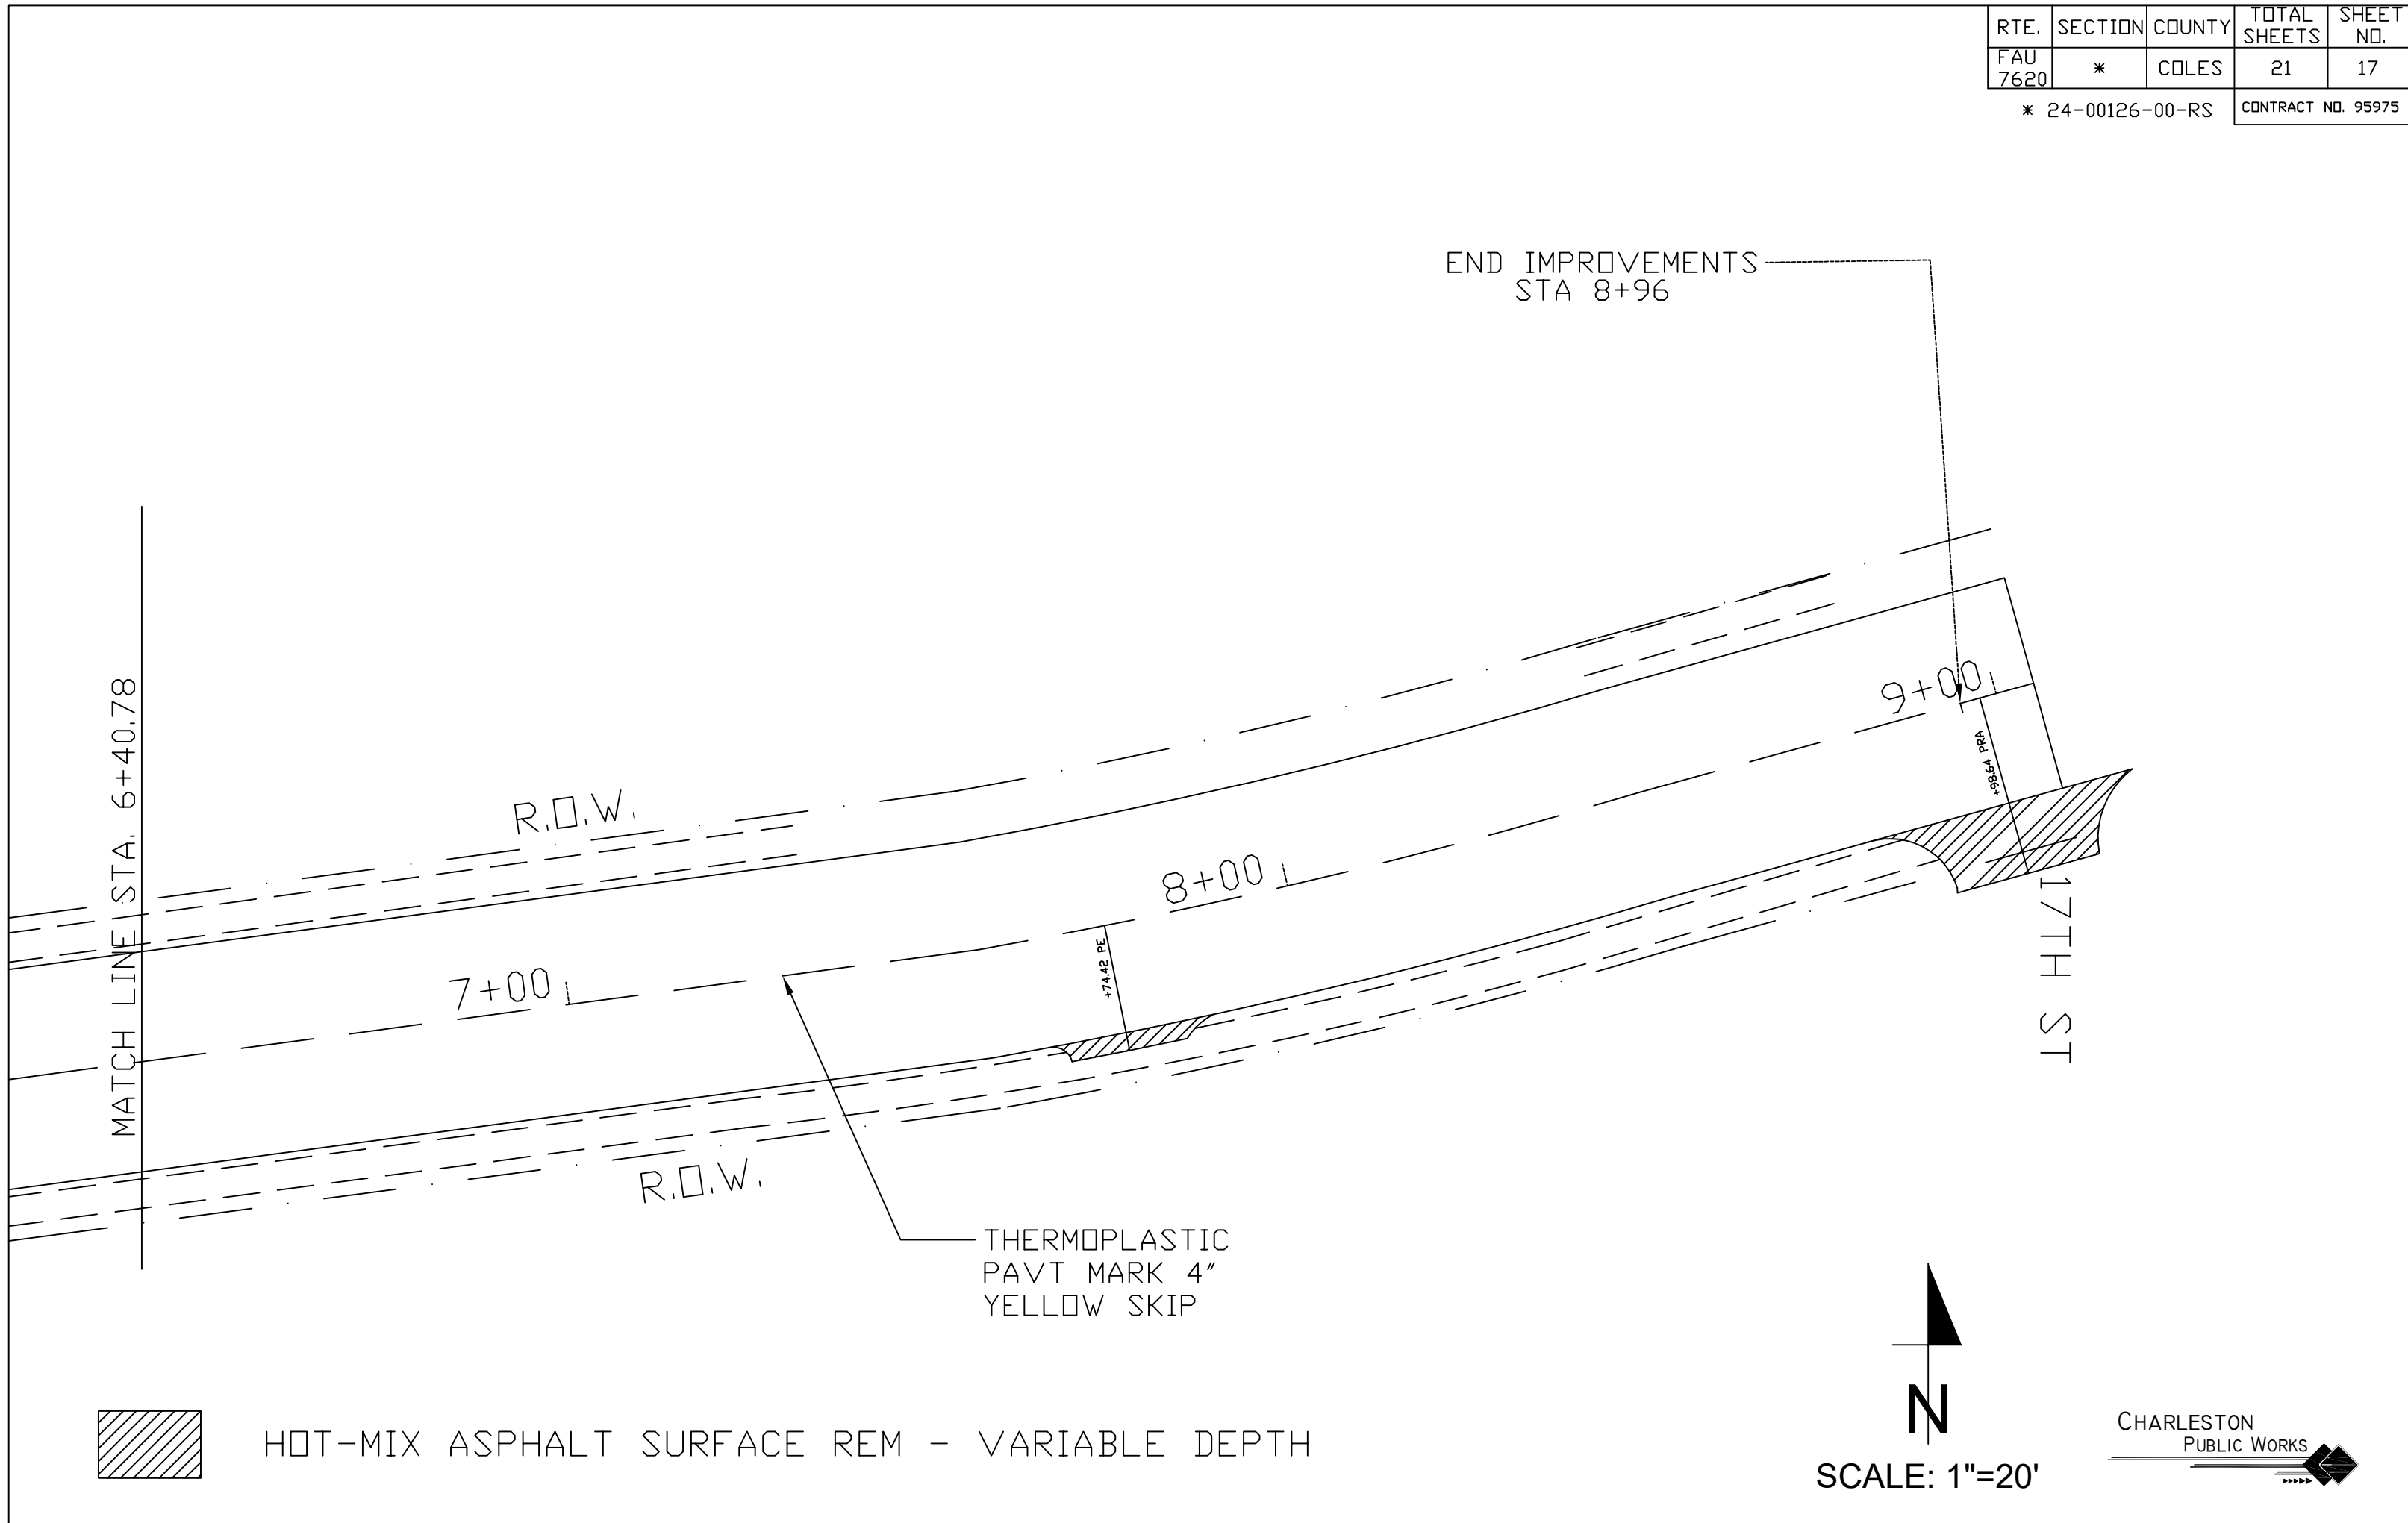 RTE. SECTION COUNTY TOTAL SHEETS SHEET NO.
FAU 7620 * COLES 21 17
* 24-00126-00-RS CONTRACT NO. 95975
END IMPROVEMENTS
STA 8+96
MATCH LINE STA. 6+40.78
R.O.W.
7+00
8+00
9+00
+74.42 PE
+98.64 PRA
17TH ST
R.O.W.
THERMOPLASTIC
PAVT MARK 4"
YELLOW SKIP
HOT-MIX ASPHALT SURFACE REM - VARIABLE DEPTH
N
SCALE: 1"=20'
CHARLESTON
PUBLIC WORKS